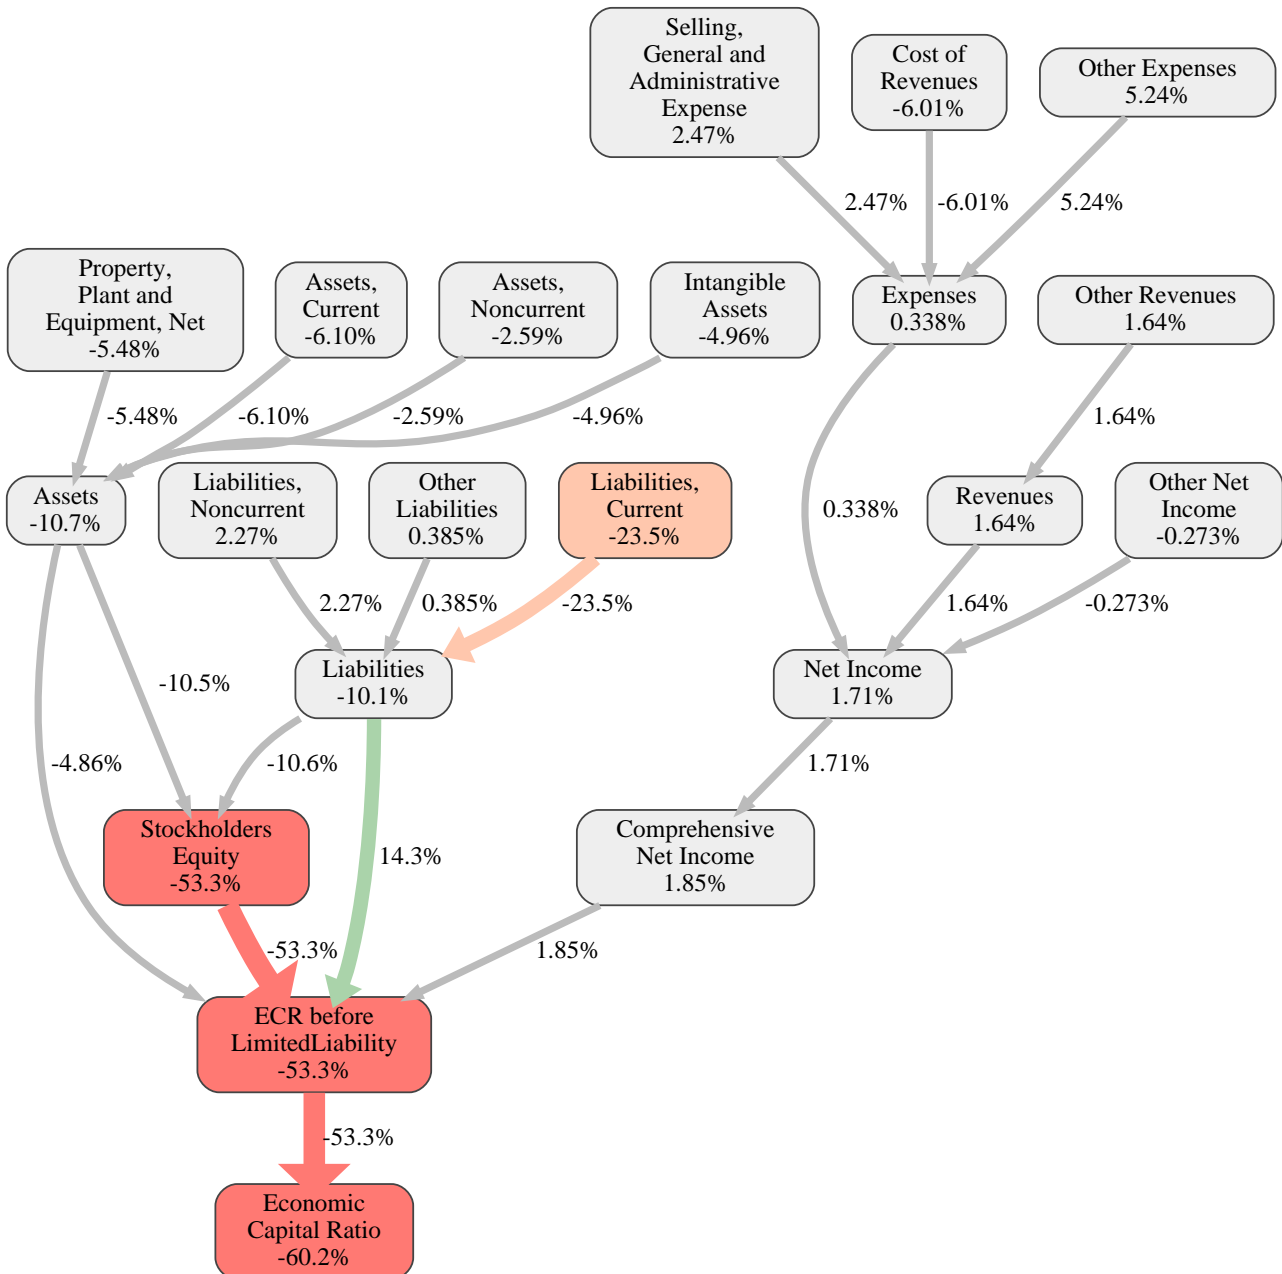 Selling,
General and
Administrative
Expense
2.47%
Cost of
Revenues
-6.01%
Other Expenses
5.24%
2.47%
-6.01%
5.24%
Property,
Plant and
Equipment, Net
-5.48%
Assets,
Current
-6.10%
Assets,
Noncurrent
-2.59%
Intangible
Assets
-4.96%
Expenses
0.338%
Other Revenues
1.64%
-5.48%
-6.10%
-2.59%
-4.96%
1.64%
Assets
-10.7%
Liabilities,
Noncurrent
2.27%
Other
Liabilities
0.385%
Liabilities,
Current
-23.5%
0.338%
Revenues
1.64%
Other Net
Income
-0.273%
2.27%
0.385%
-23.5%
1.64%
-0.273%
-10.5%
Liabilities
-10.1%
Net Income
1.71%
-4.86%
-10.6%
1.71%
Stockholders
Equity
-53.3%
14.3%
Comprehensive
Net Income
1.85%
-53.3%
1.85%
ECR before
LimitedLiability
-53.3%
-53.3%
Economic
Capital Ratio
-60.2%